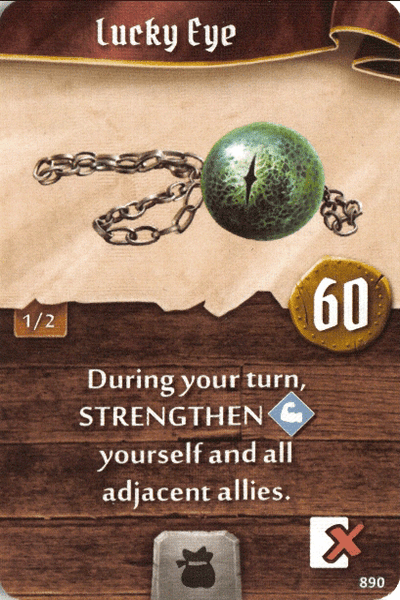 Lucky Eye
60
1/2
During your turn,
STRENGTHEN
yourself and all
adjacent allies.
890